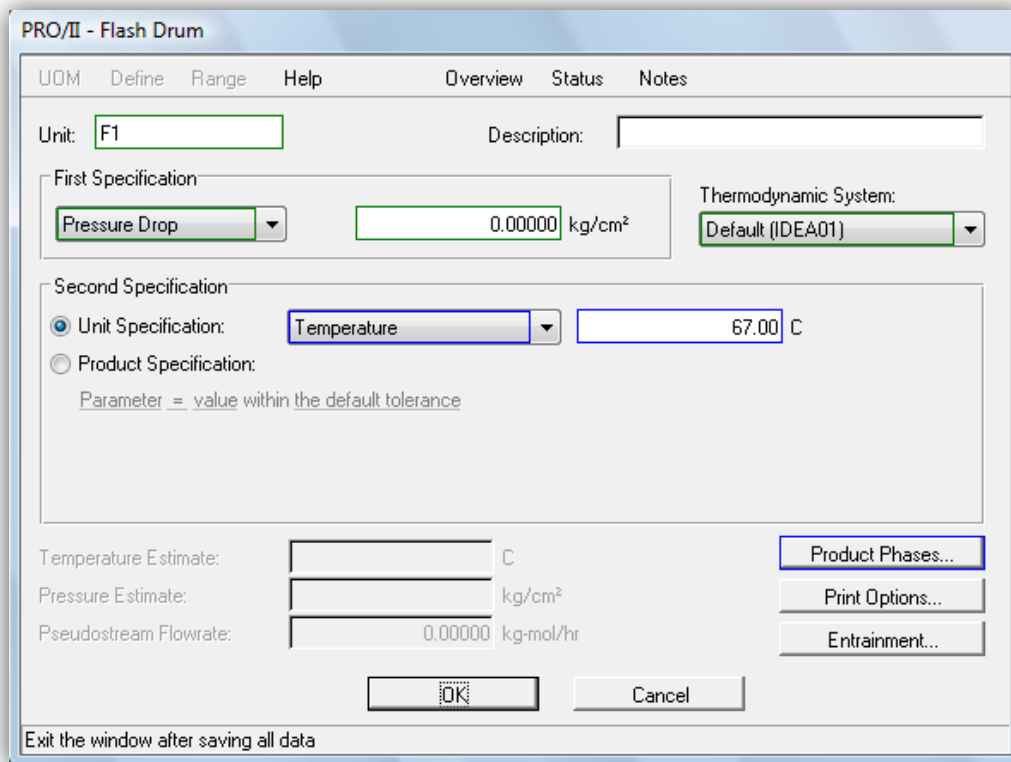 PRO/II - Flash Drum
UOM Define Range Help Overview Status Notes
Unit: F1 Description:
First Specification
Thermodynamic System:
Pressure Drop 0.00000 kg/cm² Default (IDEA01)
Second Specification
Unit Specification: Temperature 67.00 C
Product Specification:
Parameter = value within the default tolerance
Temperature Estimate: C Product Phases...
Pressure Estimate: kg/cm² Print Options...
Pseudostream Flowrate: 0.00000 kg-mol/hr Entrainment...
OK Cancel
Exit the window after saving all data